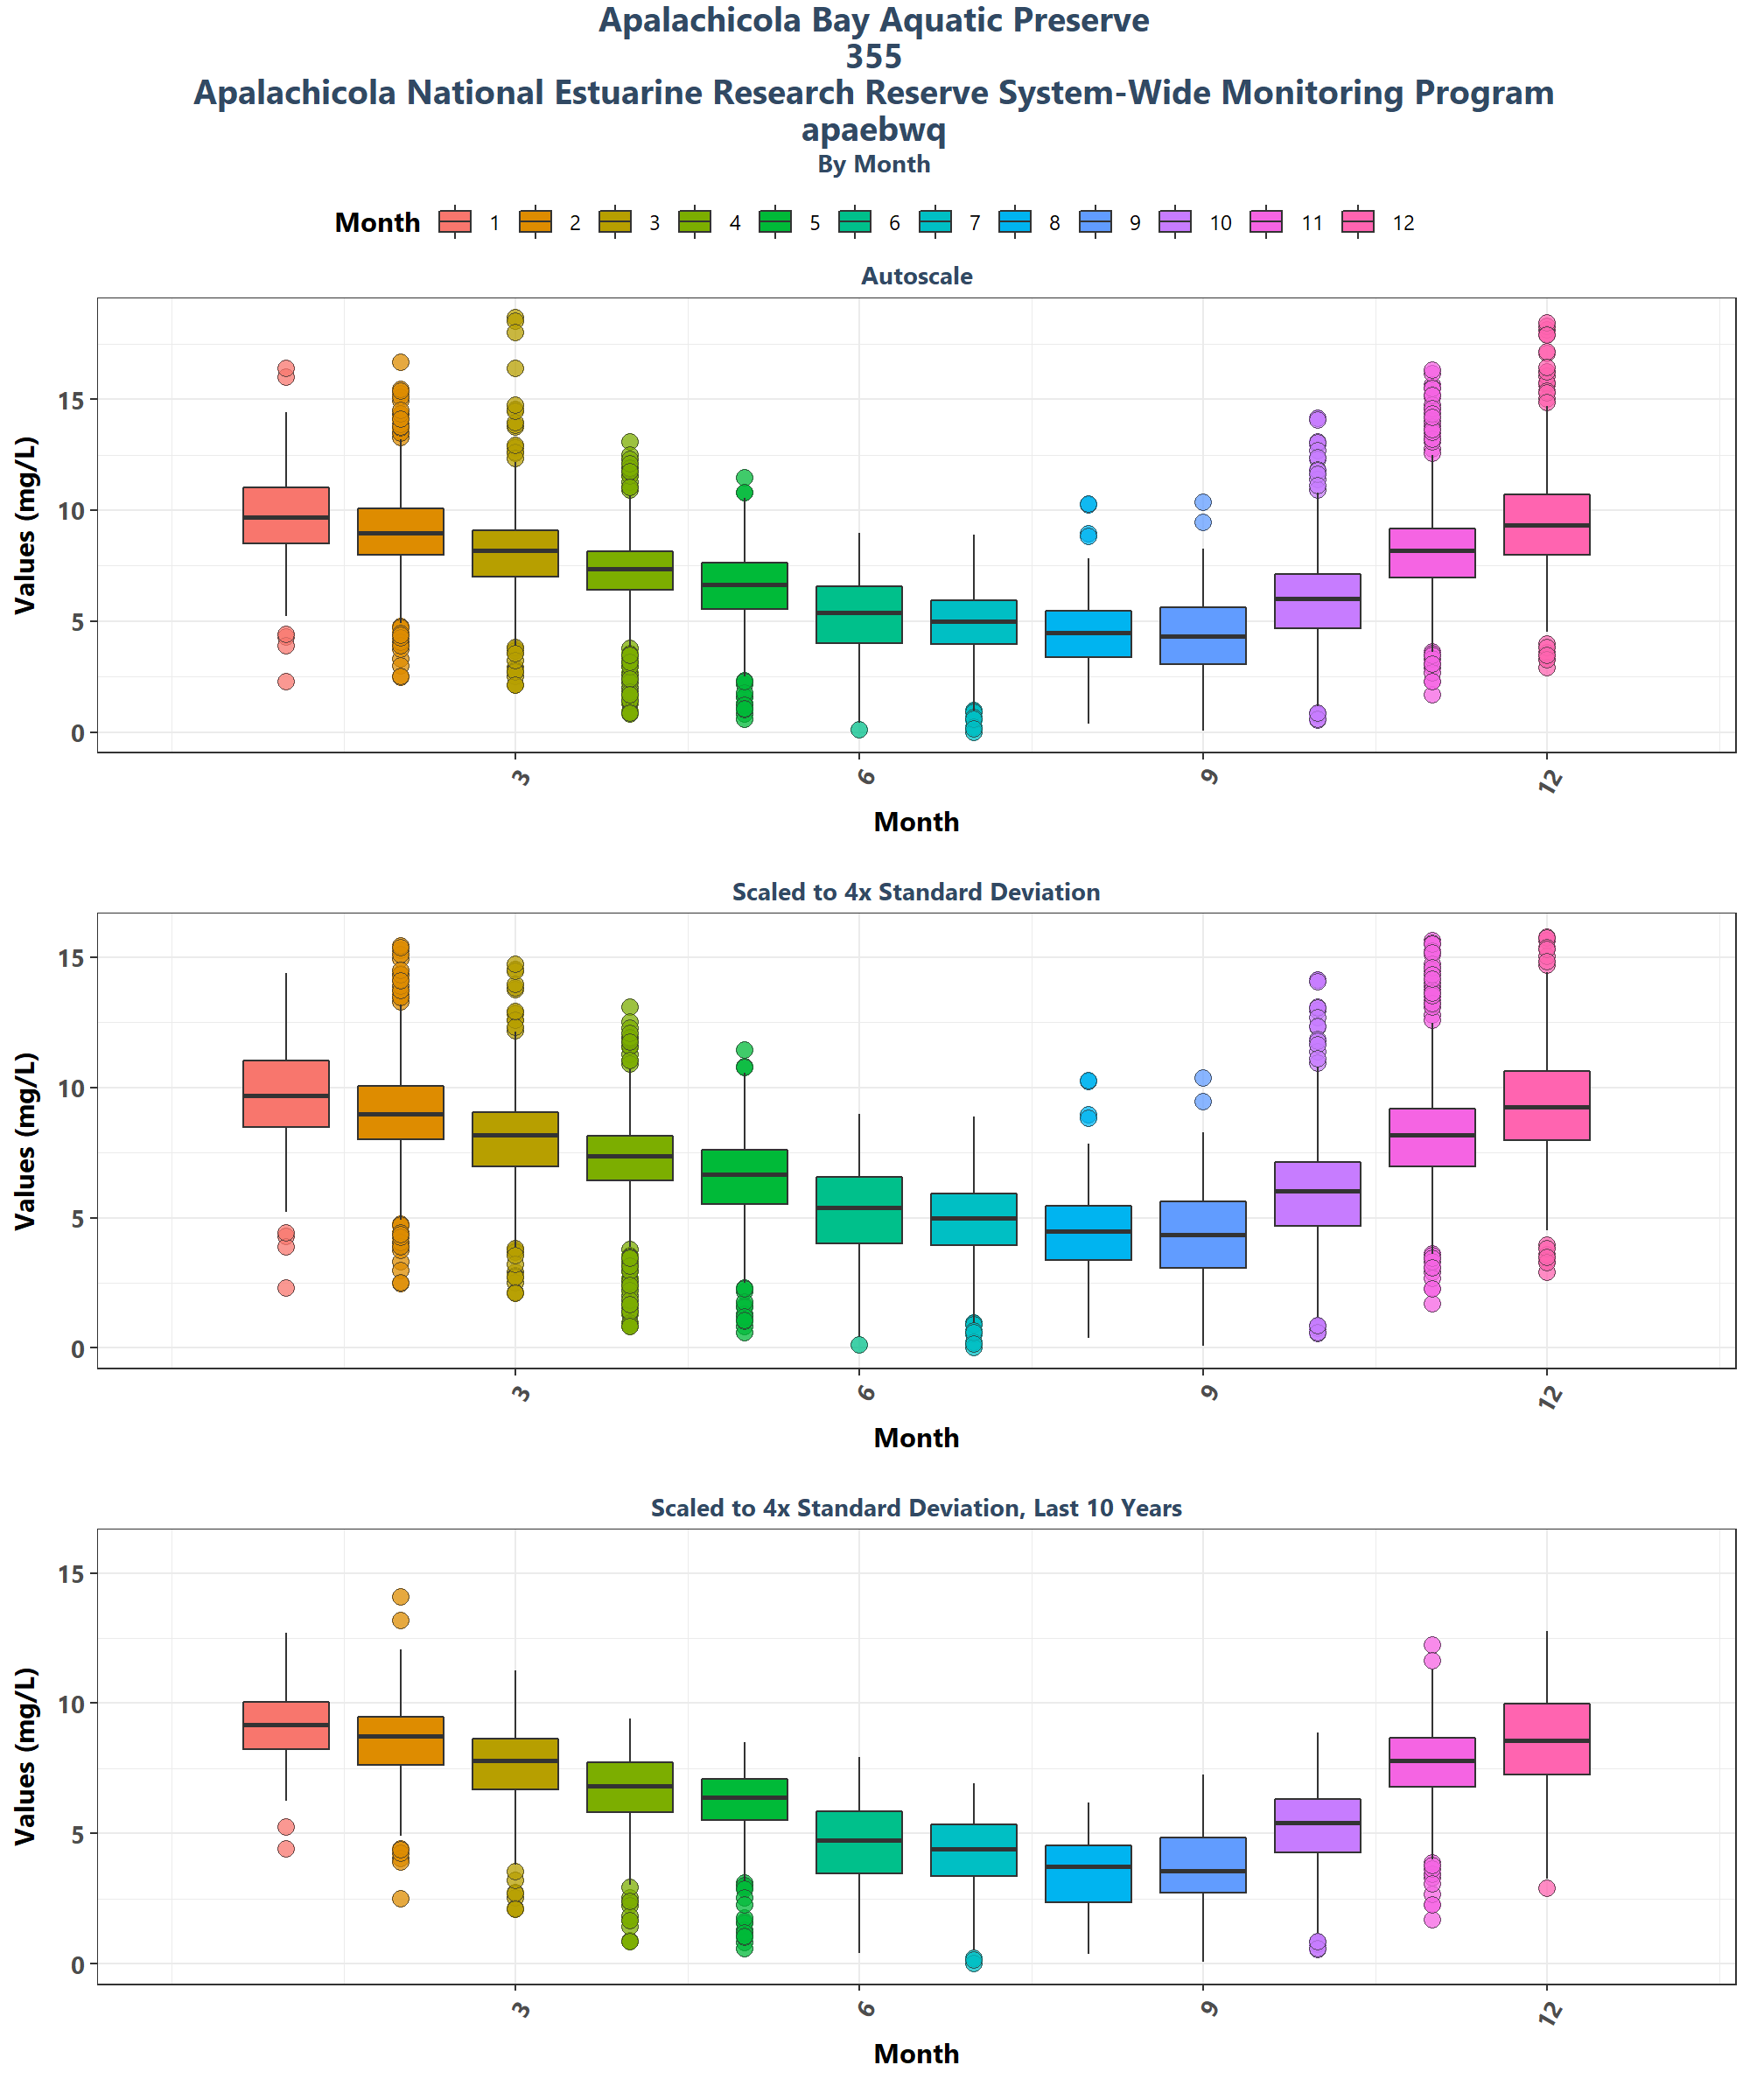 Apalachicola Bay Aquatic Preserve
355
Apalachicola National Estuarine Research Reserve System-Wide Monitoring Program
apaebwq
By Month
Month 1 2 3 4 5 6 7 8 9 10 11 12
Autoscale
Values (mg/L)
15
10
5
0
3 6 9 12
Month
Scaled to 4x Standard Deviation
Values (mg/L)
15
10
5
0
3 6 9 12
Month
Scaled to 4x Standard Deviation, Last 10 Years
Values (mg/L)
15
10
5
0
3 6 9 12
Month